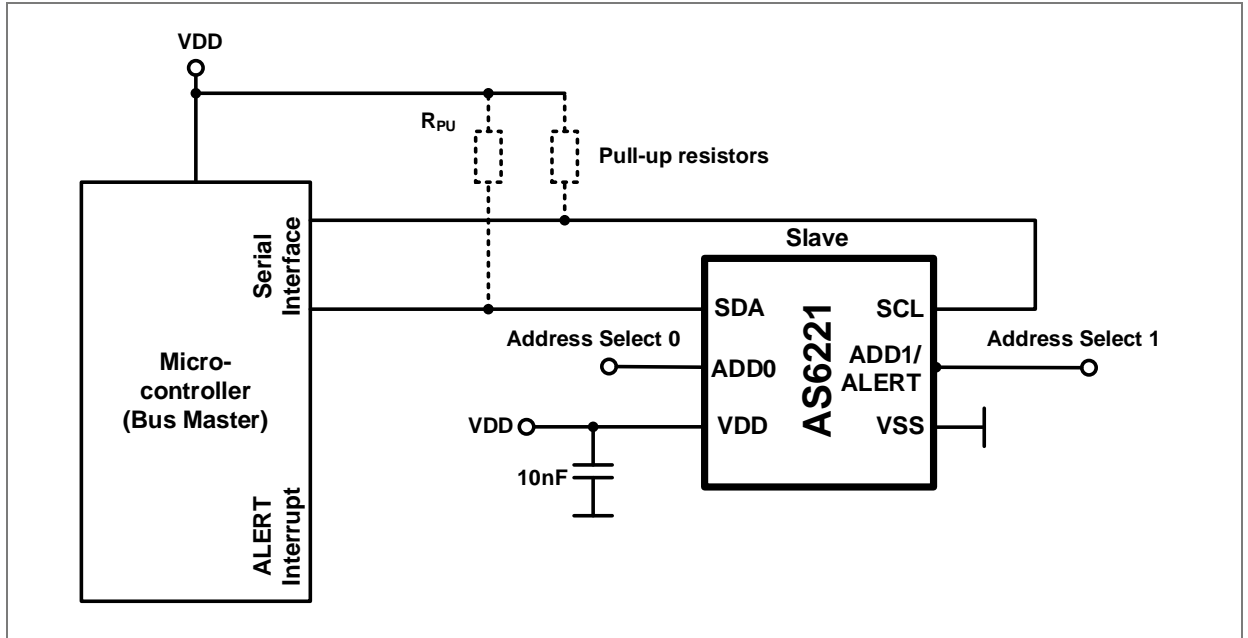 VDD
RPU
Pull-up resistors
Serial
Interface
Slave
SDA
SCL
Address Select 0
Address Select 1
ADD0
ADD1/
ALERT
AS6221
Micro-
controller
(Bus Master)
VDD
VDD
VSS
10nF
ALERT
Interrupt